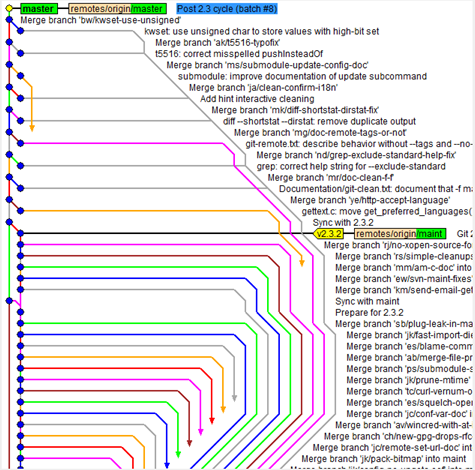 master remotes/origin/master Post 2.3 cycle (batch #8)
Merge branch 'bw/kwset-use-unsigned'
kwset: use unsigned char to store values with high-bit set
Merge branch 'ak/t5516-typofix'
t5516: correct misspelled pushInsteadOf
Merge branch 'ms/submodule-update-config-doc'
submodule: improve documentation of update subcommand
Merge branch 'ja/clean-confirm-i18n'
Add hint interactive cleaning
Merge branch 'mk/diff-shortstat-dirstat-fix'
diff --shortstat --dirstat: remove duplicate output
Merge branch 'mg/doc-remote-tags-or-not'
git-remote.txt: describe behavior without --tags and --no-
Merge branch 'nd/grep-exclude-standard-help-fix'
grep: correct help string for --exclude-standard
Merge branch 'mr/doc-clean-f-f'
Documentation/git-clean.txt: document that -f m
Merge branch 'ye/http-accept-language'
gettext.c: move get_preferred_languages(
Sync with 2.3.2
v2.3.2 remotes/origin/maint Git 2
Merge branch 'rj/no-xopen-source-fo
Merge branch 'rs/simple-cleanups
Merge branch 'mm/am-c-doc' into
Merge branch 'ew/svn-maint-fixes'
Merge branch 'km/send-email-get
Sync with maint
Prepare for 2.3.2
Merge branch 'sb/plug-leak-in-ma
Merge branch 'jk/fast-import-die
Merge branch 'es/blame-comm
Merge branch 'ab/merge-file-pr
Merge branch 'ps/submodule-s
Merge branch 'jk/prune-mtime'
Merge branch 'tc/curl-vernum-o
Merge branch 'es/squelch-ope
Merge branch 'jc/conf-var-doc' i
Merge branch 'av/wincred-with-at-
Merge branch 'ch/new-gpg-drops-rfc
Merge branch 'jc/remote-set-url-doc' i
Merge branch 'jk/pack-bitmap' into maint